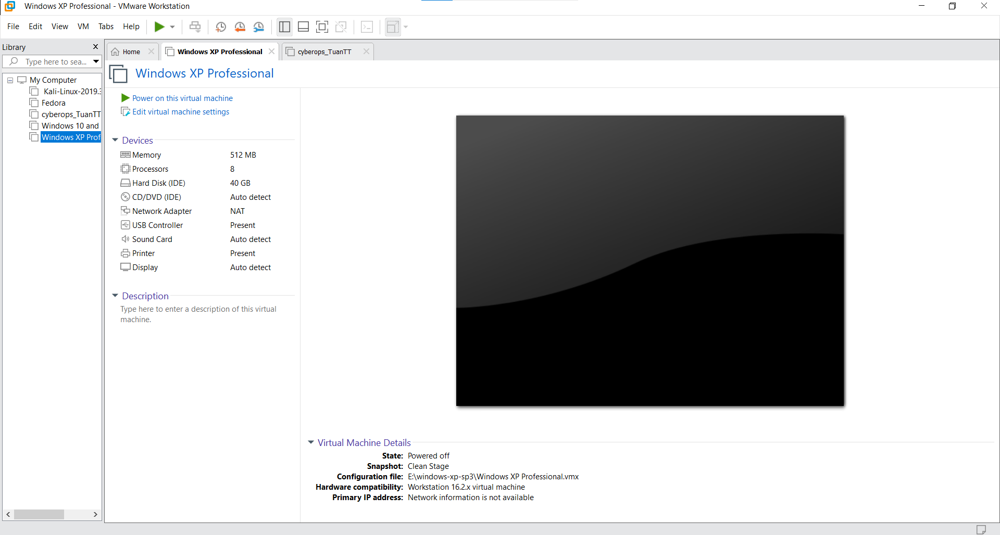 Windows XP Professional - VMware Workstation
File Edit View VM Tabs Help
Library
Type here to sea...
My Computer
Kali-Linux-2019.3
Fedora
cyberops_TuanTT
Windows 10 and
Windows XP Prof
Home
Windows XP Professional
cyberops_TuanTT
Windows XP Professional
Power on this virtual machine
Edit virtual machine settings
Devices
Memory 512 MB
Processors 8
Hard Disk (IDE) 40 GB
CD/DVD (IDE) Auto detect
Network Adapter NAT
USB Controller Present
Sound Card Auto detect
Printer Present
Display Auto detect
Description
Type here to enter a description of this virtual
machine.
Virtual Machine Details
State: Powered off
Snapshot: Clean Stage
Configuration file: E:\windows-xp-sp3\Windows XP Professional.vmx
Hardware compatibility: Workstation 16.2.x virtual machine
Primary IP address: Network information is not available